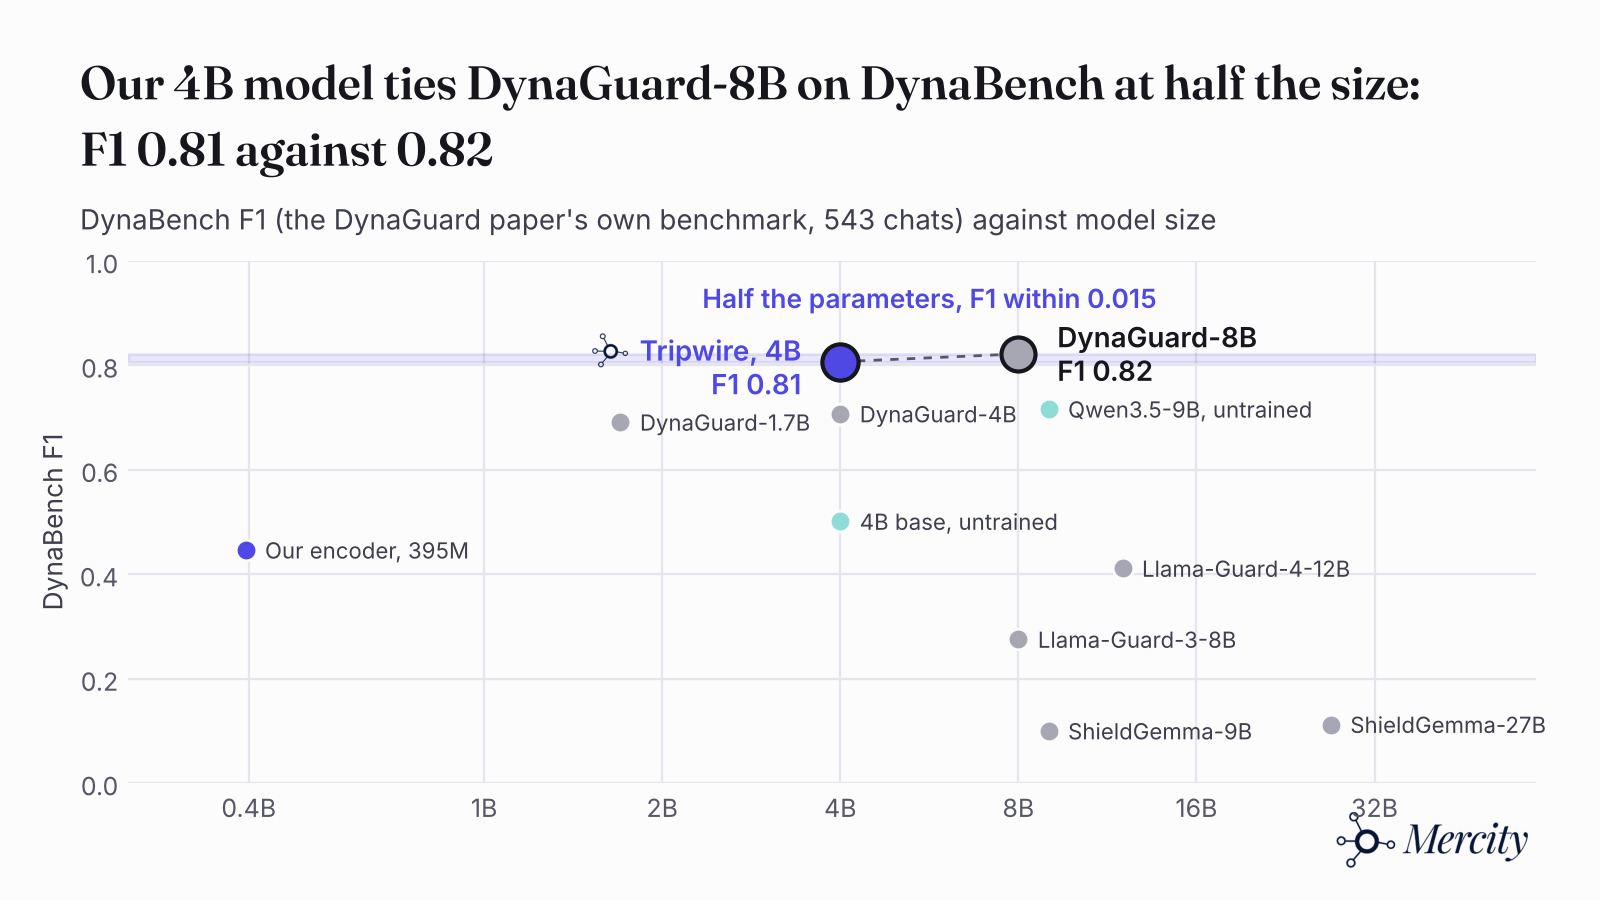 Our 4B model ties DynaGuard-8B on DynaBench at half the size:
F1 0.81 against 0.82
DynaBench F1 (the DynaGuard paper's own benchmark, 543 chats) against model size
1.0
Half the parameters, F1 within 0.015
DynaGuard-8B
F1 0.82
Tripwire, 4B
F1 0.81
0.8
Qwen3.5-9B, untrained
DynaGuard-4B
DynaGuard-1.7B
DynaBench F1
0.6
4B base, untrained
Our encoder, 395M
0.4
Llama-Guard-4-12B
Llama-Guard-3-8B
0.2
ShieldGemma-9B
ShieldGemma-27B
0.0
0.4B
1B
2B
4B
8B
16B
32B
Mercity